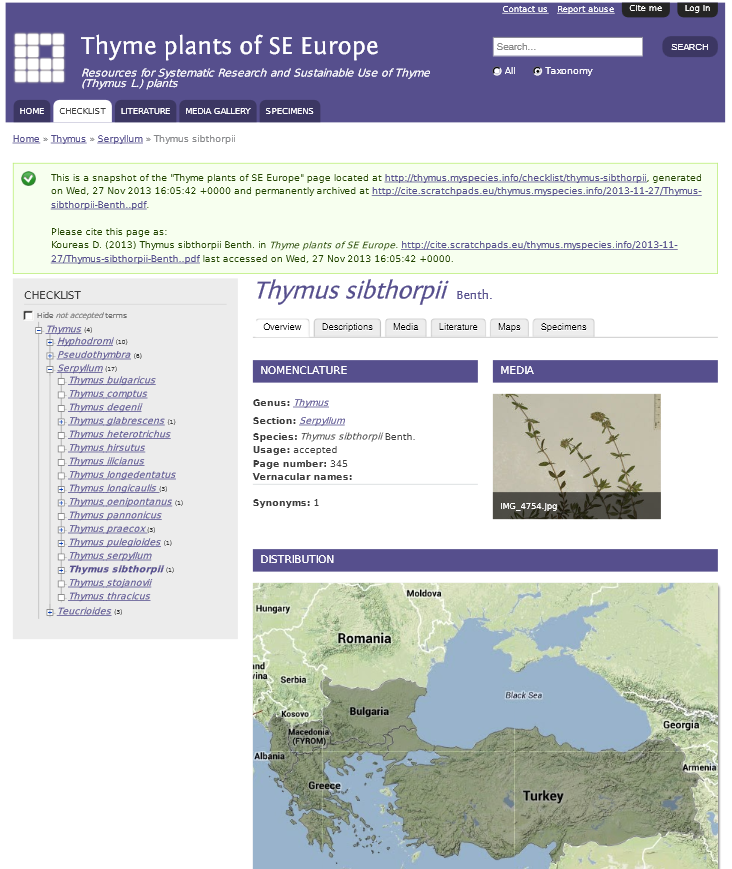 Contact us Report abuse Cite me Log in
Thyme plants of SE Europe
Resources for Systematic Research and Sustainable Use of Thyme
(Thymus L.) plants
Search...
SEARCH
All Taxonomy
HOME CHECKLIST LITERATURE MEDIA GALLERY SPECIMENS
Home » Thymus » Serpyllum » Thymus sibthorpii
This is a snapshot of the "Thyme plants of SE Europe" page located at http://thymus.myspecies.info/checklist/thymus-sibthorpii, generated
on Wed, 27 Nov 2013 16:05:42 +0000 and permanently archived at http://cite.scratchpads.eu/thymus.myspecies.info/2013-11-27/Thymus-
sibthorpii-Benth..pdf.
Please cite this page as:
Koureas D. (2013) Thymus sibthorpii Benth. in Thyme plants of SE Europe. http://cite.scratchpads.eu/thymus.myspecies.info/2013-11-
27/Thymus-sibthorpii-Benth..pdf last accessed on Wed, 27 Nov 2013 16:05:42 +0000.
CHECKLIST
Hide not accepted terms
Thymus (4)
Hyphodromi (18)
Pseudothymbra (6)
Serpyllum (17)
Thymus bulgaricus
Thymus comptus
Thymus degenii
Thymus glabrescens (1)
Thymus heterotrichus
Thymus hirsutus
Thymus ilicianus
Thymus longedentatus
Thymus longicaulis (3)
Thymus oenipontanus (1)
Thymus pannonicus
Thymus praecox (3)
Thymus pulegioides (1)
Thymus serpyllum
Thymus sibthorpii (1)
Thymus stojanovii
Thymus thracicus
Teucrioides (3)
Thymus sibthorpii Benth.
Overview Descriptions Media Literature Maps Specimens
NOMENCLATURE
Genus: Thymus
Section: Serpyllum
Species: Thymus sibthorpii Benth.
Usage: accepted
Page number: 345
Vernacular names:
Synonyms: 1
MEDIA
IMG_4754.jpg
DISTRIBUTION
Moldova
Hungary
Romania
nd
vina
Serbia
Black Sea
Kosovo
Bulgaria
Georgia
Macedonia
(FYROM)
Albania
Armenia
Greece
Turkey